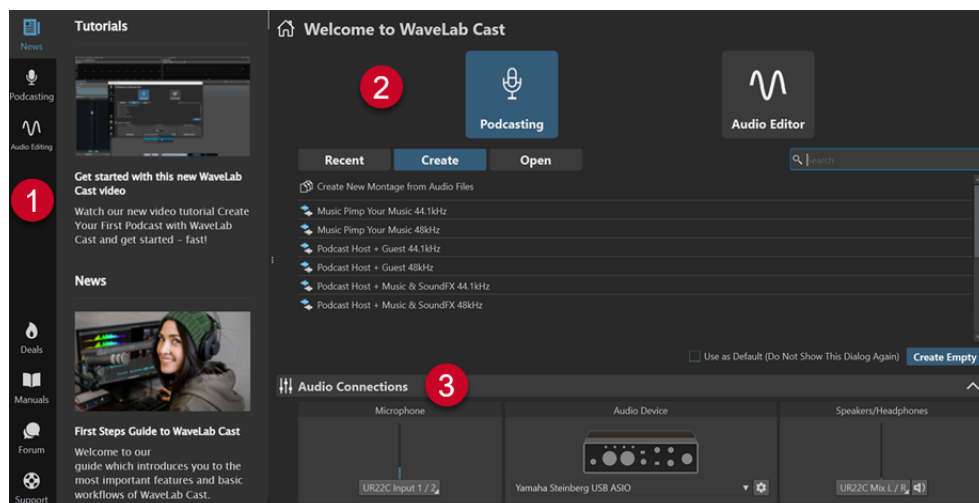 News
Podcasting
Audio Editing
1
Deals
Manuals
Forum
Support
Tutorials
Get started with this new WaveLab
Cast video
Watch our new video tutorial Create
Your First Podcast with WaveLab
Cast and get started – fast!
News
First Steps Guide to WaveLab Cast
Welcome to our
guide which introduces you to the
most important features and basic
workflows of WaveLab Cast.
Welcome to WaveLab Cast
2
Podcasting
Audio Editor
Recent Create Open
Search
Create New Montage from Audio Files
Music Pimp Your Music 44.1kHz
Music Pimp Your Music 48kHz
Podcast Host + Guest 44.1kHz
Podcast Host + Guest 48kHz
Podcast Host + Music & SoundFX 44.1kHz
Podcast Host + Music & SoundFX 48kHz
Use as Default (Do Not Show This Dialog Again) Create Empty
Audio Connections
3
Microphone
UR22C Input 1 / 2
Audio Device
Yamaha Steinberg USB ASIO
Speakers/Headphones
UR22C Mix L / R